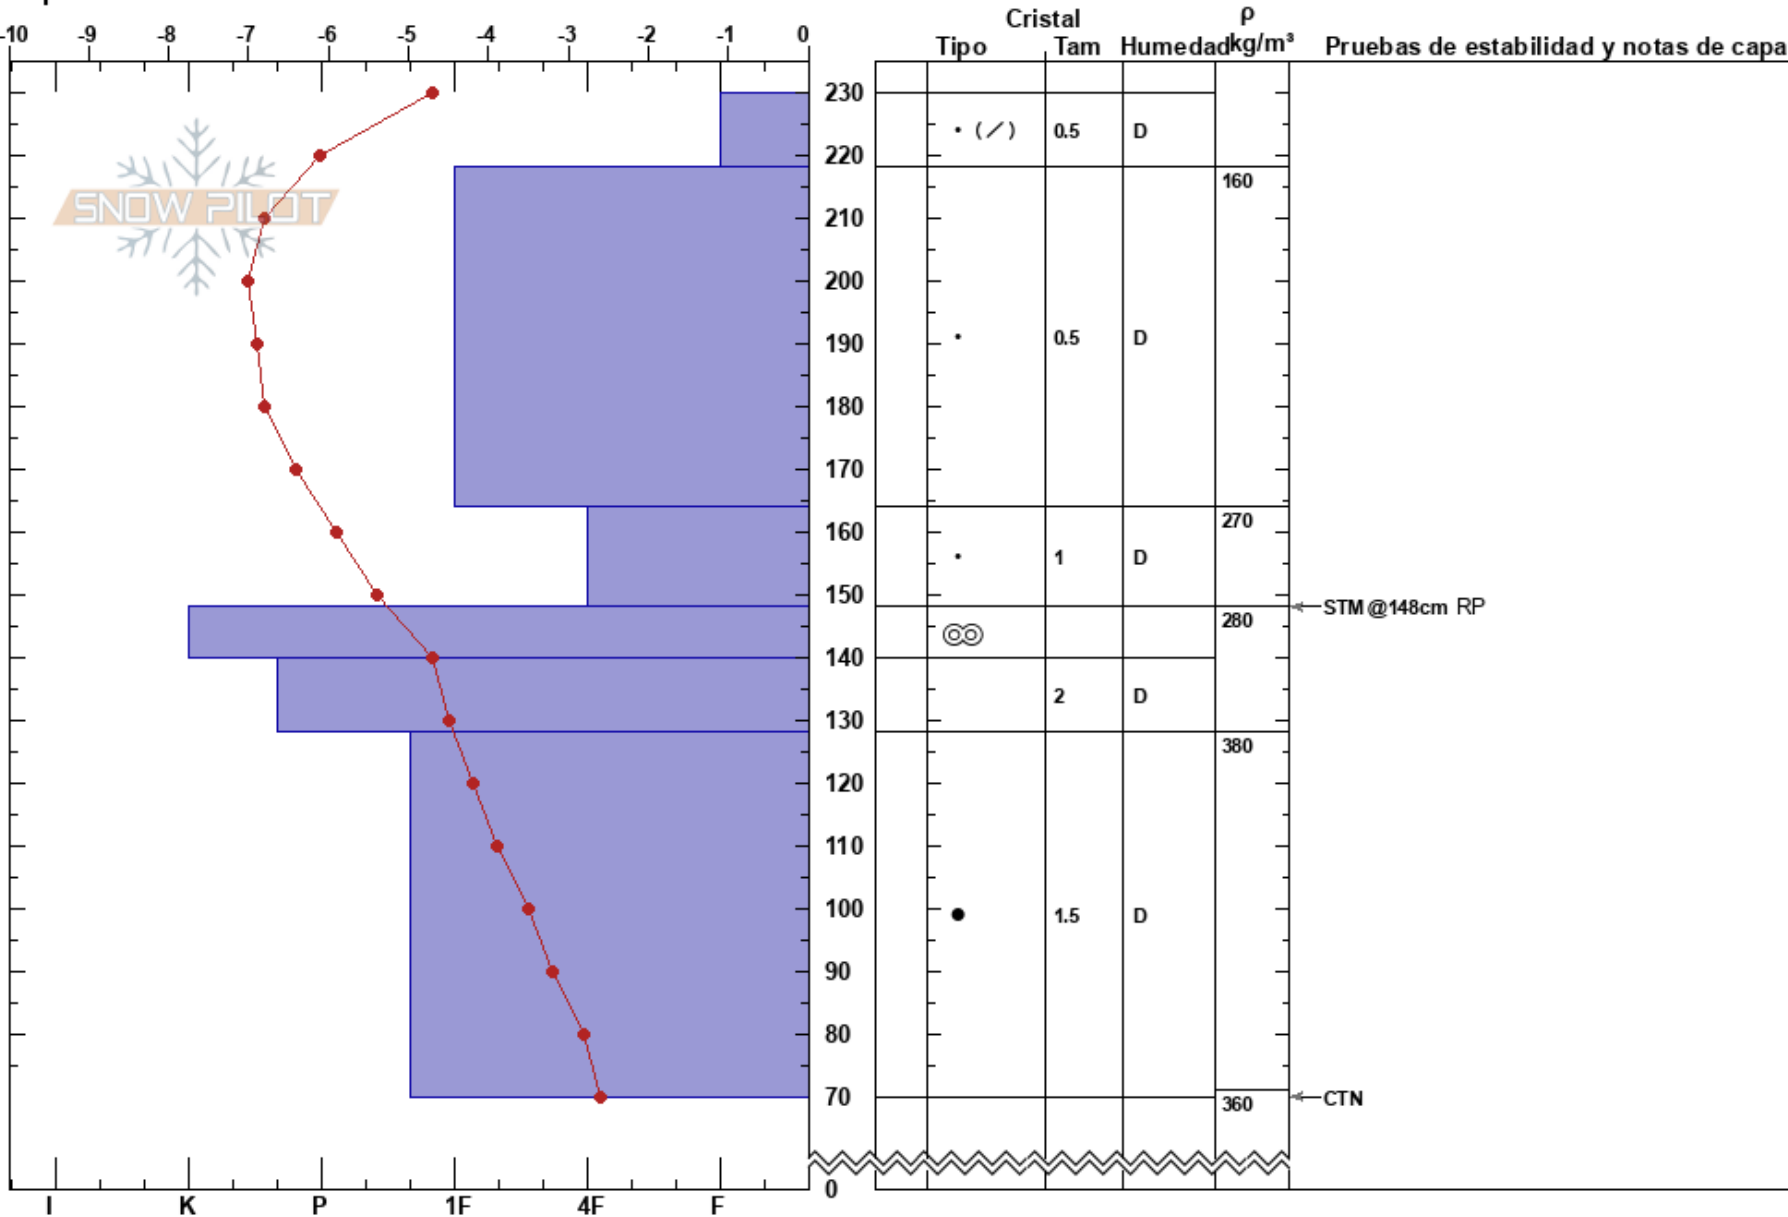 Cristal ρ
-10 -9 -8 -7 -6 -5 -4 -3 -2 -1 0 Tipo Tam Humedad kg/m³ Pruebas de estabilidad y notas de capa
230
(/) 0.5 D
220
160
SNOW PILOT
210
200
190 0.5 D
180
170
270
160
1 D
150
STM@148cm RP
280
140
2 D
130
380
120
110
100
1.5 D
90
80
70 CTN
360
0
I K P 1F 4F F